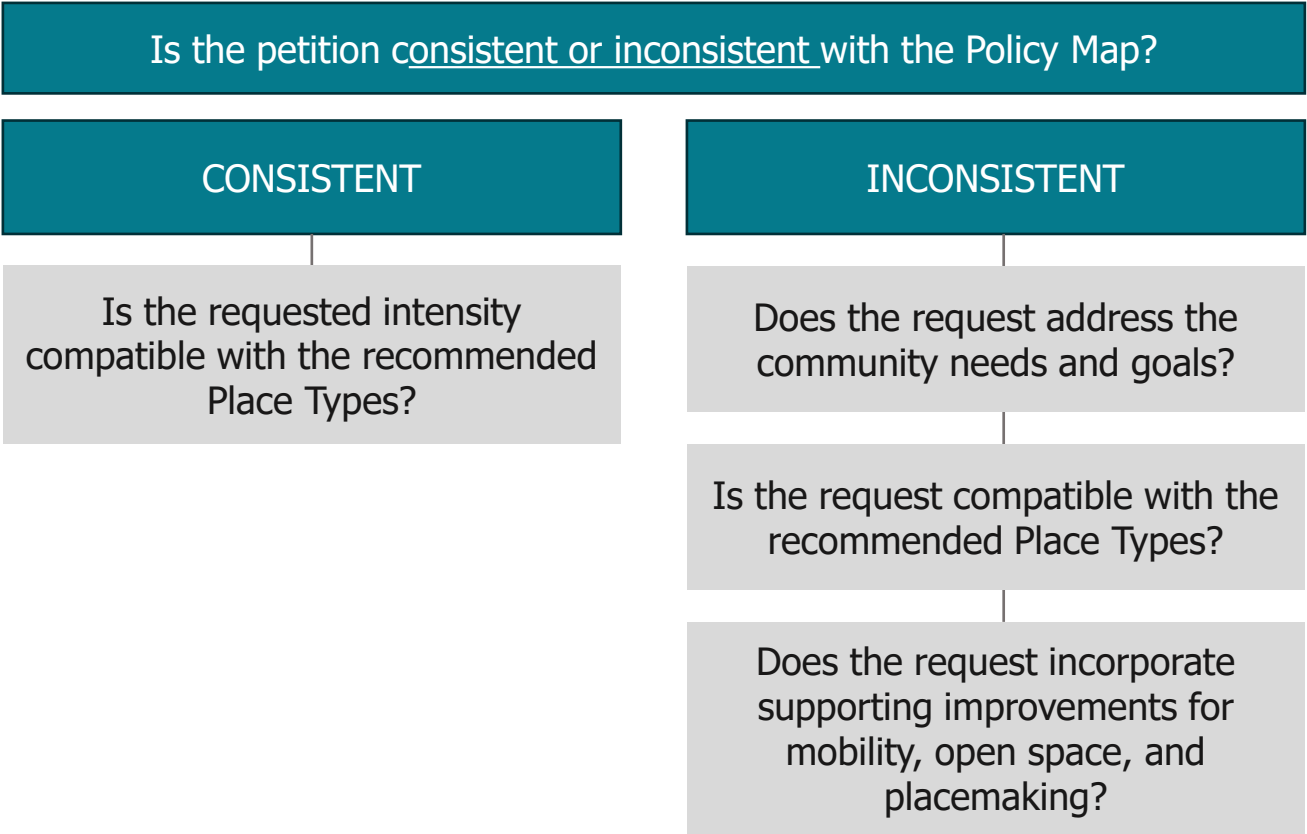 Is the petition consistent or inconsistent with the Policy Map?
CONSISTENT
Is the requested intensity
compatible with the recommended
Place Types?
INCONSISTENT
Does the request address the
community needs and goals?
Is the request compatible with the
recommended Place Types?
Does the request incorporate
supporting improvements for
mobility, open space, and
placemaking?